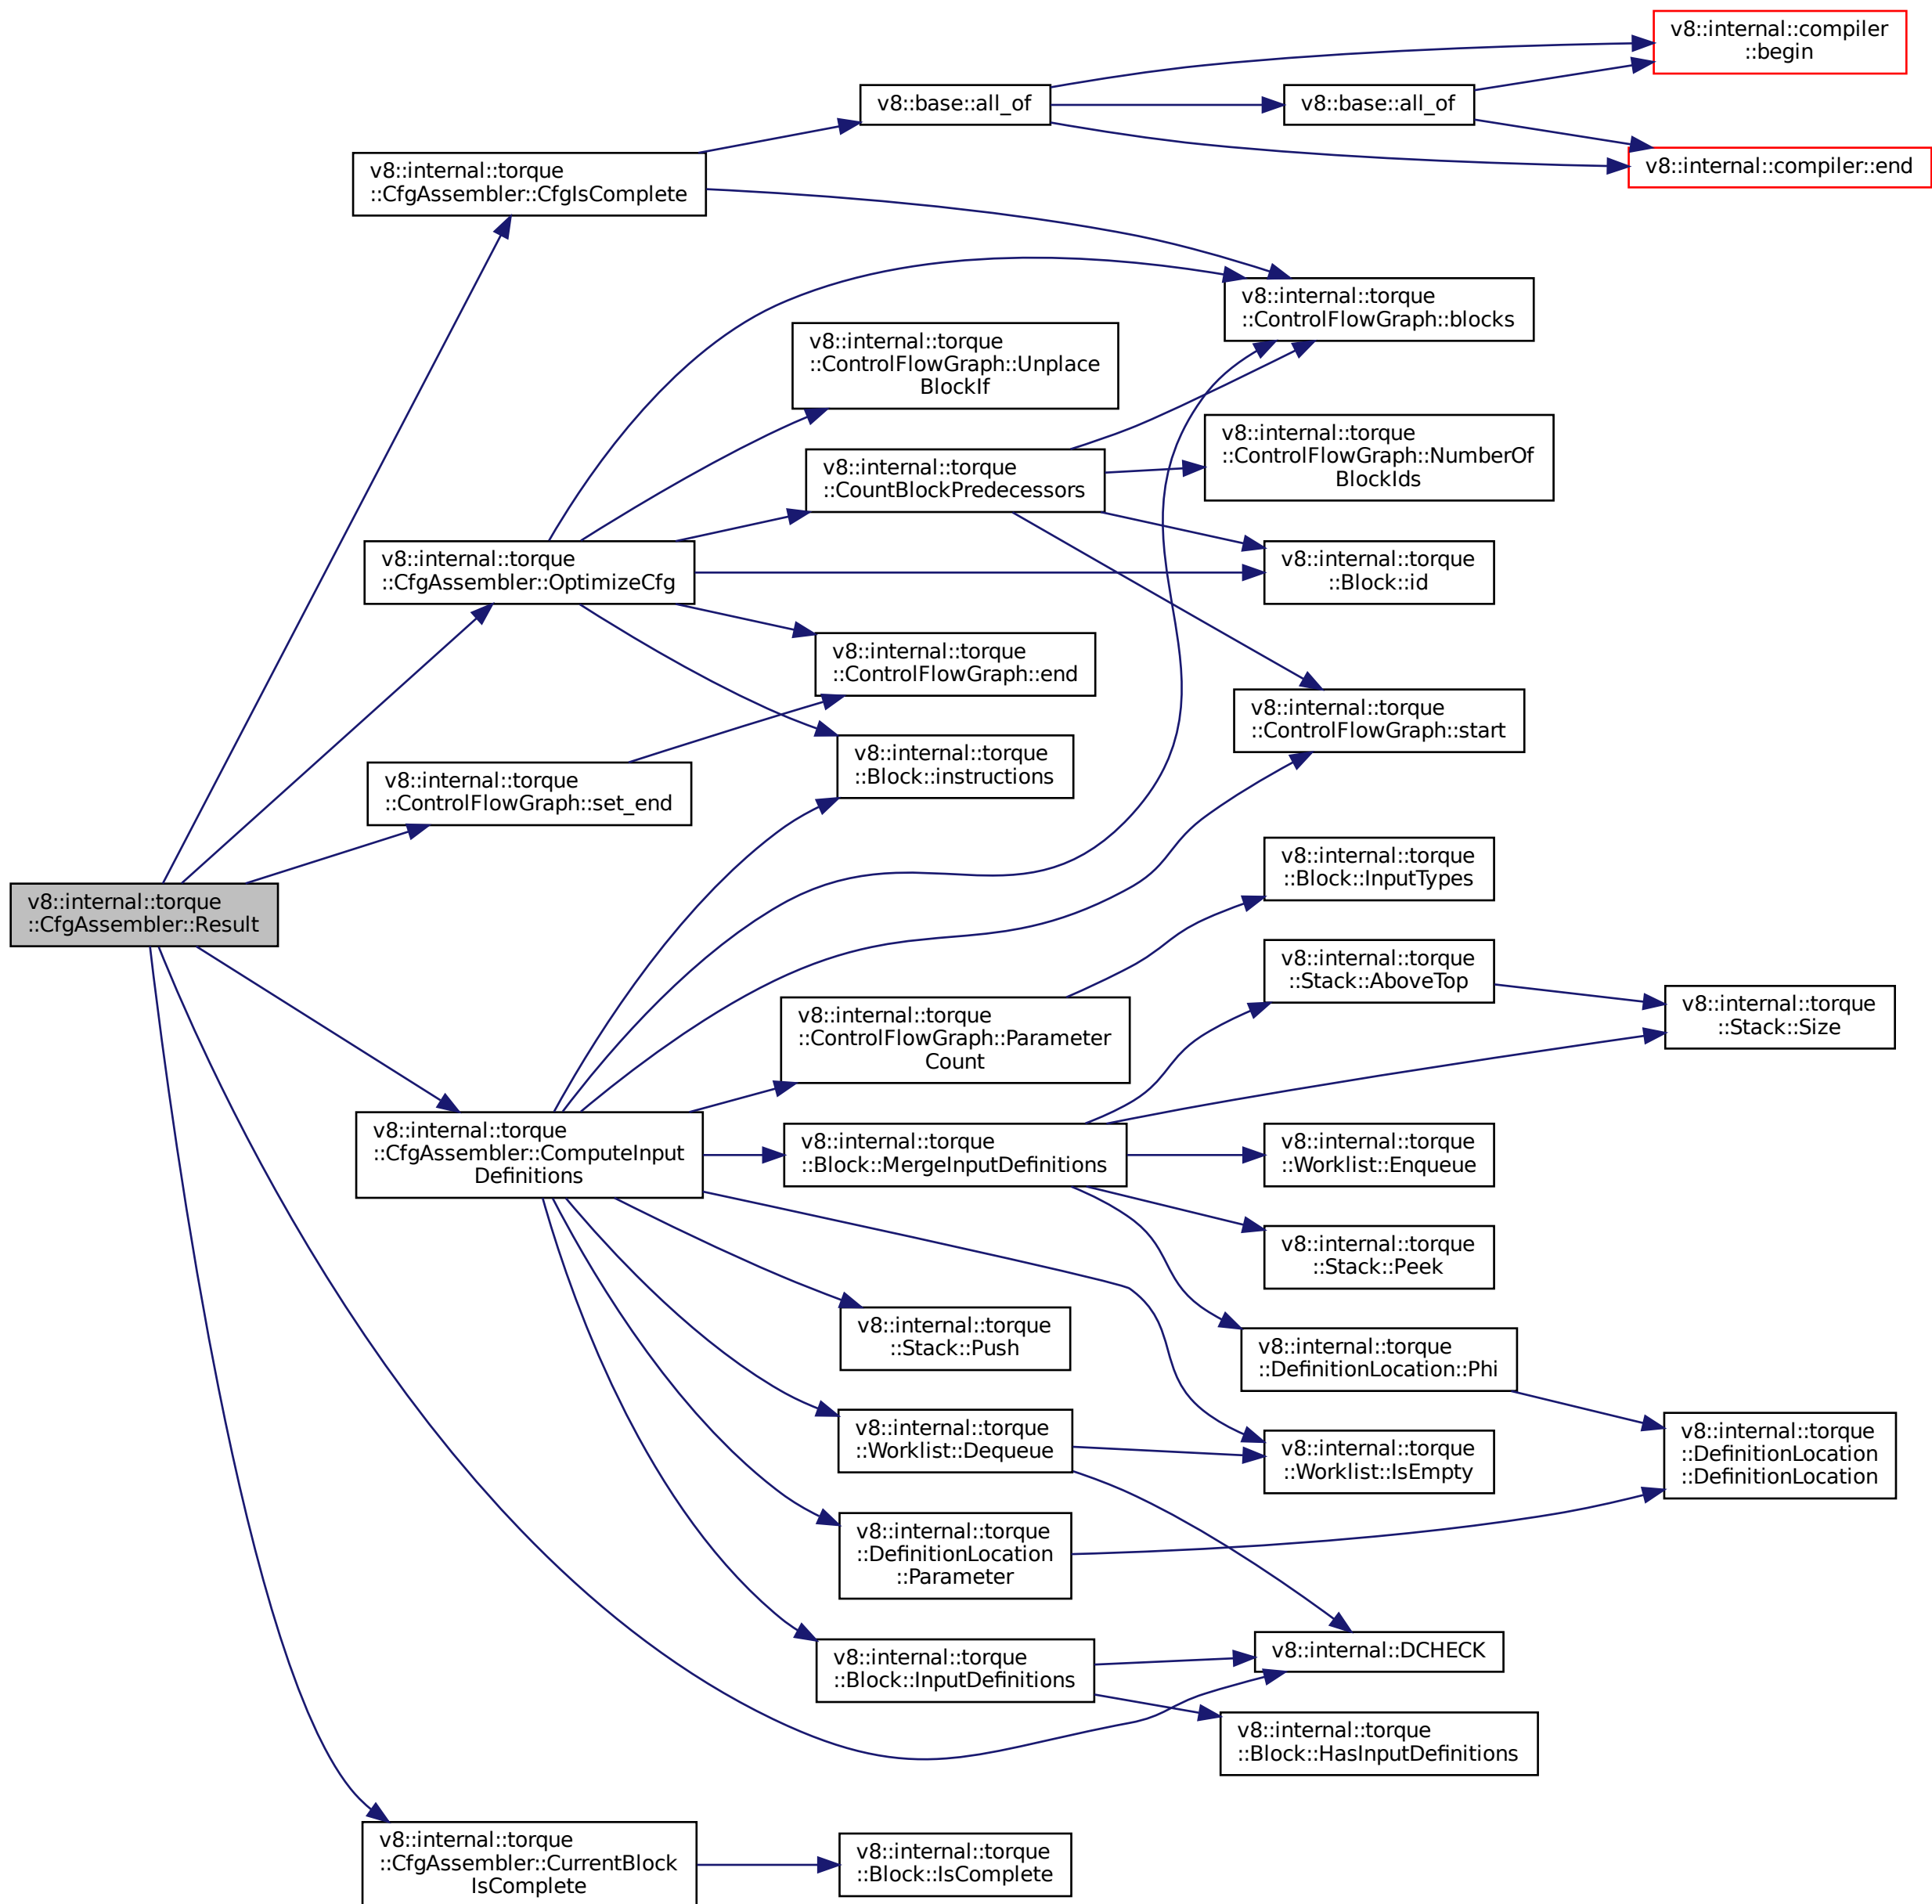 v8::internal::compiler
::begin
v8::base::all_of
v8::base::all_of
v8::internal::compiler::end
v8::internal::torque
::CfgAssembler::CfgIsComplete
v8::internal::torque
::ControlFlowGraph::blocks
v8::internal::torque
::ControlFlowGraph::Unplace
BlockIf
v8::internal::torque
::ControlFlowGraph::NumberOf
BlockIds
v8::internal::torque
::CountBlockPredecessors
v8::internal::torque
::CfgAssembler::OptimizeCfg
v8::internal::torque
::Block::id
v8::internal::torque
::ControlFlowGraph::end
v8::internal::torque
::ControlFlowGraph::start
v8::internal::torque
::Block::instructions
v8::internal::torque
::ControlFlowGraph::set_end
v8::internal::torque
::Block::InputTypes
v8::internal::torque
::CfgAssembler::Result
v8::internal::torque
::Stack::AboveTop
v8::internal::torque
::Stack::Size
v8::internal::torque
::ControlFlowGraph::Parameter
Count
v8::internal::torque
::CfgAssembler::ComputeInput
Definitions
v8::internal::torque
::Block::MergeInputDefinitions
v8::internal::torque
::Worklist::Enqueue
v8::internal::torque
::Stack::Peek
v8::internal::torque
::Stack::Push
v8::internal::torque
::DefinitionLocation::Phi
v8::internal::torque
::Worklist::Dequeue
v8::internal::torque
::Worklist::IsEmpty
v8::internal::torque
::DefinitionLocation
::DefinitionLocation
v8::internal::torque
::DefinitionLocation
::Parameter
v8::internal::torque
::Block::InputDefinitions
v8::internal::DCHECK
v8::internal::torque
::Block::HasInputDefinitions
v8::internal::torque
::CfgAssembler::CurrentBlock
IsComplete
v8::internal::torque
::Block::IsComplete